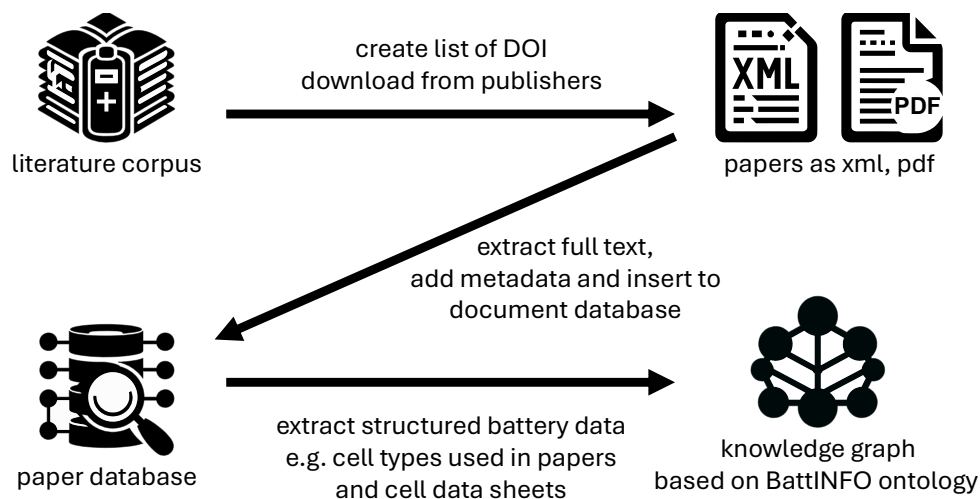 create list of DOI
download from publishers
XML
PDF
literature corpus
papers as xml, pdf
extract full text,
add metadata and insert to
document database
extract structured battery data
e.g. cell types used in papers
and cell data sheets
paper database
knowledge graph
based on BattINFO ontology